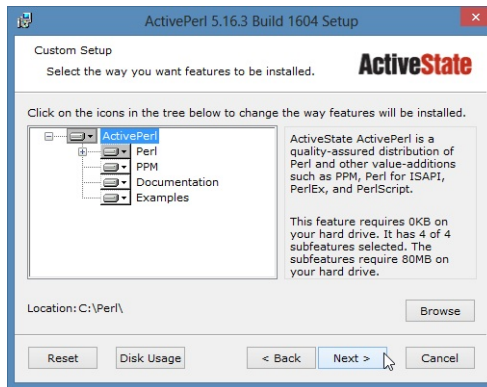 ActivePerl 5.16.3 Build 1604 Setup
Custom Setup
Select the way you want features to be installed.
ActiveState
Click on the icons in the tree below to change the way features will be installed.
ActivePerl
Perl
PPM
Documentation
Examples
ActiveState ActivePerl is a
quality-assured distribution of
Perl and other value-additions
such as PPM, Perl for ISAPI,
PerlEx, and PerlScript.
This feature requires 0KB on
your hard drive. It has 4 of 4
subfeatures selected. The
subfeatures require 80MB on
your hard drive.
Location: C:\Perl\
Browse
Reset Disk Usage < Back Next > Cancel